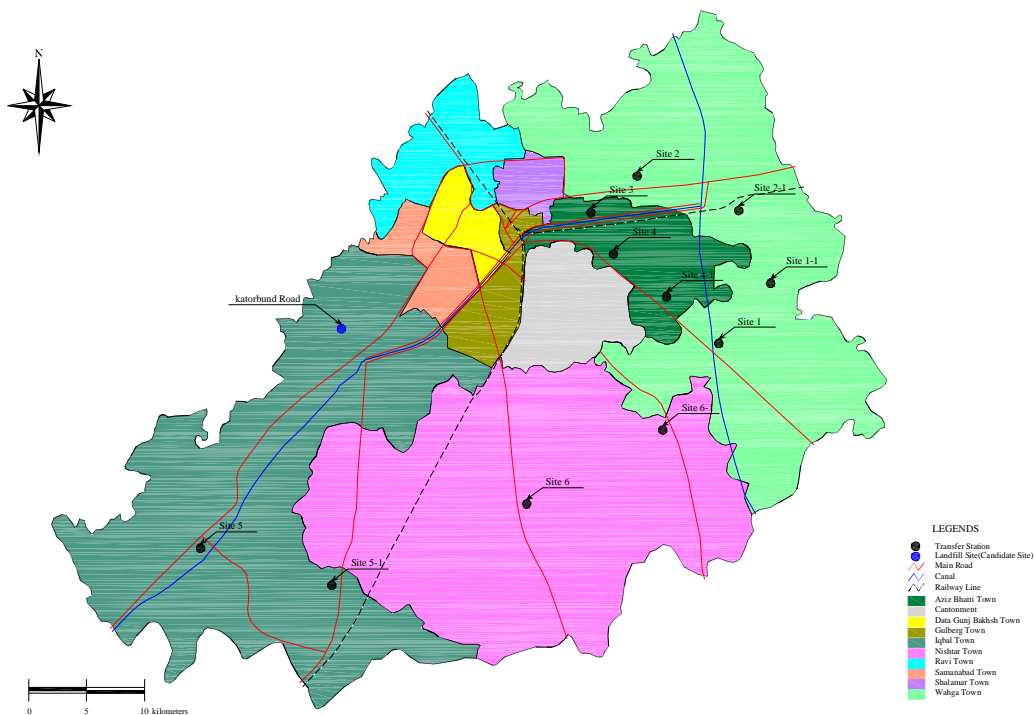 N
Site 2
Site 2-1
Site 3
Site 4
Site 1-1
Site 4-1
katorbund Road
Site 1
Site 6-1
Site 6
Site 5
Site 5-1
LEGENDS
Transfer Station
Landfill Site(Candidate Site)
Main Road
Canal
Railway Line
Aziz Bhatti Town
Cantonment
Data Gunj Bakhsh Town
Gulberg Town
Iqbal Town
Nishtar Town
Ravi Town
Samanabad Town
Shalamar Town
Wahga Town
0 5 10 kilometers